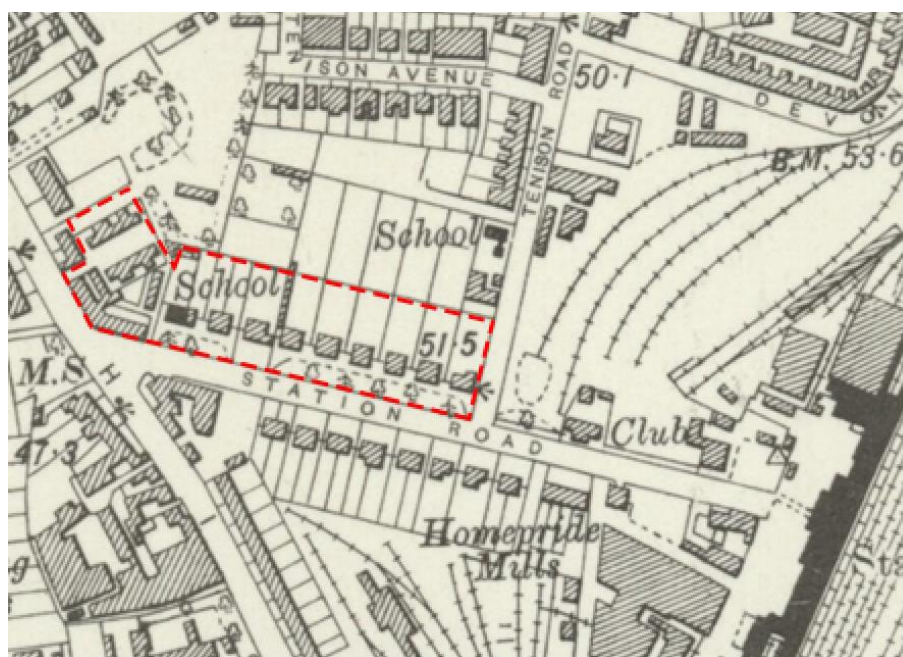 TEN
ISON AVENUE
TENISON ROAD
50·1
DEVON
B.M. 53·6
School
School
51·5
M.S
H
STATION ROAD
Club
47·3
Homepride
Mills